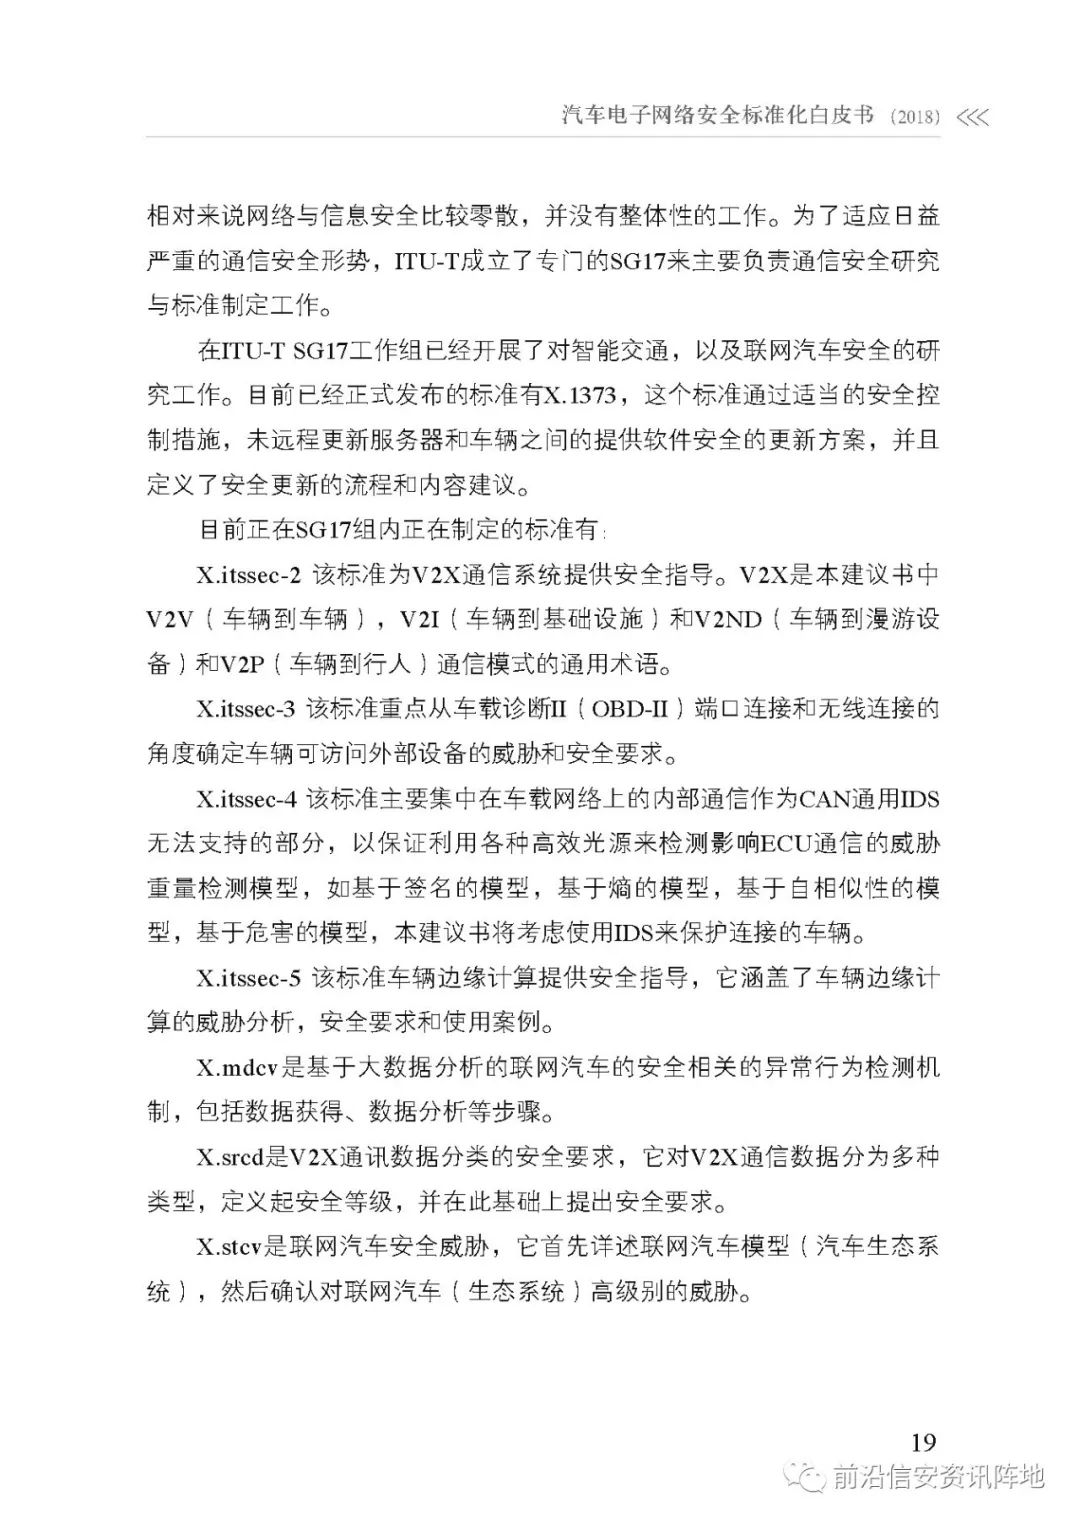 汽车电子网络安全标准化白皮书 (2018)
相对来说网络与信息安全比较零散，并没有整体性的工作。为了适应日益
严重的通信安全形势，ITU-T成立了专门的SG17来主要负责通信安全研究
与标准制定工作。
在ITU-T SG17工作组已经开展了对智能交通，以及联网汽车安全的研
究工作。目前已经正式发布的标准有X.1373，这个标准通过适当的安全控
制措施，未远程更新服务器和车辆之间的提供软件安全的更新方案，并且
定义了安全更新的流程和内容建议。
目前正在SG17组内正在制定的标准有：
X.itssec-2 该标准为V2X通信系统提供安全指导。V2X是本建议书中
V2V（车辆到车辆），V2I（车辆到基础设施）和V2ND（车辆到漫游设
备）和V2P（车辆到行人）通信模式的通用术语。
X.itssec-3 该标准重点从车载诊断II（OBD-II）端口连接和无线连接的
角度确定车辆可访问外部设备的威胁和安全要求。
X.itssec-4 该标准主要集中在车载网络上的内部通信作为CAN通用IDS
无法支持的部分，以保证利用各种高效光源来检测影响ECU通信的威胁
重量检测模型，如基于签名的模型，基于熵的模型，基于自相似性的模
型，基于危害的模型，本建议书将考虑使用IDS来保护连接的车辆。
X.itssec-5 该标准车辆边缘计算提供安全指导，它涵盖了车辆边缘计
算的威胁分析，安全要求和使用案例。
X.mdcv是基于大数据分析的联网汽车的安全相关的异常行为检测机
制，包括数据获得、数据分析等步骤。
X.srcd是V2X通讯数据分类的安全要求，它对V2X通信数据分为多种
类型，定义起安全等级，并在此基础上提出安全要求。
X.stcv是联网汽车安全威胁，它首先详述联网汽车模型（汽车生态系
统），然后确认对联网汽车（生态系统）高级别的威胁。
19
前沿信安资讯阵地